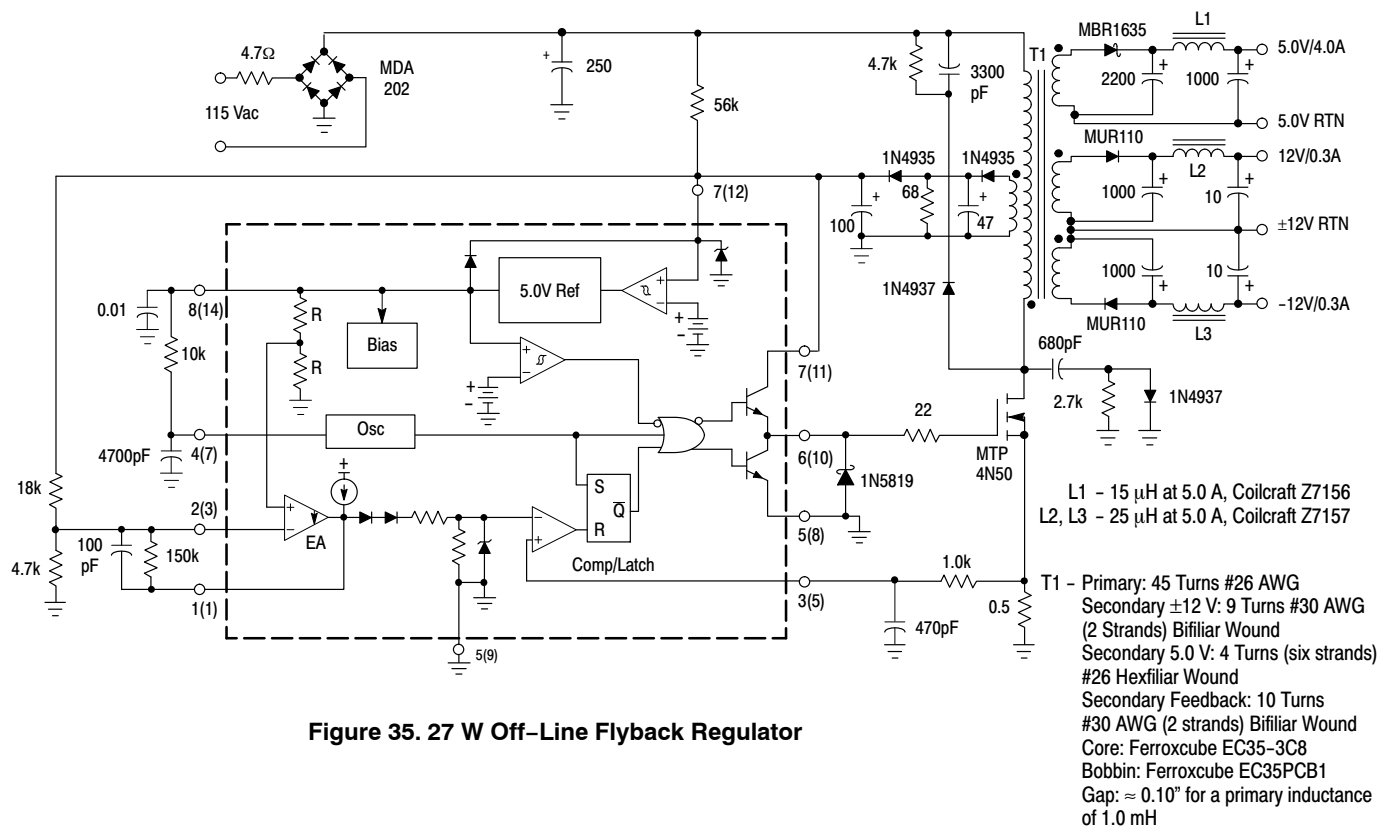 4.7Ω
MDA
202
115 Vac
+
250
56k
4.7k
3300
pF
T1
MBR1635
L1
5.0V/4.0A
+
2200
+
1000
5.0V RTN
MUR110
12V/0.3A
L2
+
1000
+
10
±12V RTN
+
1000
+
10
MUR110
L3
–12V/0.3A
1N4935
1N4935
68
+
100
+
47
7(12)
1N4937
680pF
2.7k
1N4937
0.01
8(14)
R
R
Bias
5.0V Ref
+
–
+
–
+
–
+
–
10k
7(11)
4700pF
4(7)
Osc
6(10)
22
MTP
4N50
1N5819
18k
2(3)
+
–
+
EA
S
R
Q
–
+
Comp/Latch
5(8)
100
pF
150k
4.7k
1(1)
5(9)
3(5)
1.0k
470pF
0.5
L1 – 15 μH at 5.0 A, Coilcraft Z7156
L2, L3 – 25 μH at 5.0 A, Coilcraft Z7157
T1 – Primary: 45 Turns #26 AWG
Secondary ±12 V: 9 Turns #30 AWG
(2 Strands) Bifiliar Wound
Secondary 5.0 V: 4 Turns (six strands)
#26 Hexfiliar Wound
Secondary Feedback: 10 Turns
#30 AWG (2 strands) Bifiliar Wound
Core: Ferroxcube EC35–3C8
Bobbin: Ferroxcube EC35PCB1
Gap: ≈ 0.10" for a primary inductance
of 1.0 mH
Figure 35. 27 W Off–Line Flyback Regulator